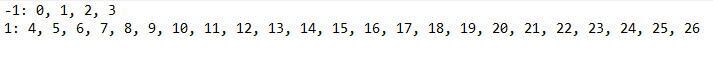 -1: 0, 1, 2, 3
1: 4, 5, 6, 7, 8, 9, 10, 11, 12, 13, 14, 15, 16, 17, 18, 19, 20, 21, 22, 23, 24, 25, 26